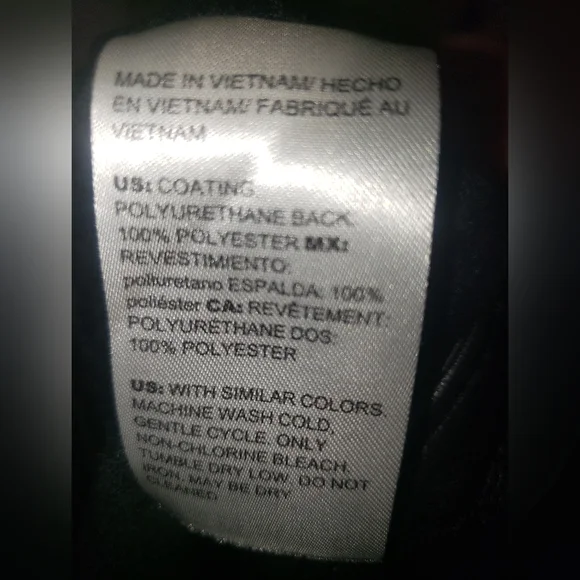 MADE IN VIETNAM/ HECHO
EN VIETNAM/ FABRIQUÉ AU
VIETNAM
US: COATING:
POLYURETHANE BACK:
100% POLYESTER MX:
REVESTIMIENTO:
poliuretano ESPALDA: 100%
poliéster CA: REVÊTEMENT:
POLYURETHANE DOS:
100% POLYESTER
US: WITH SIMILAR COLORS.
MACHINE WASH COLD,
GENTLE CYCLE. ONLY
NON-CHLORINE BLEACH.
TUMBLE DRY LOW. DO NOT
IRON. MAY BE DRY
CLEANED